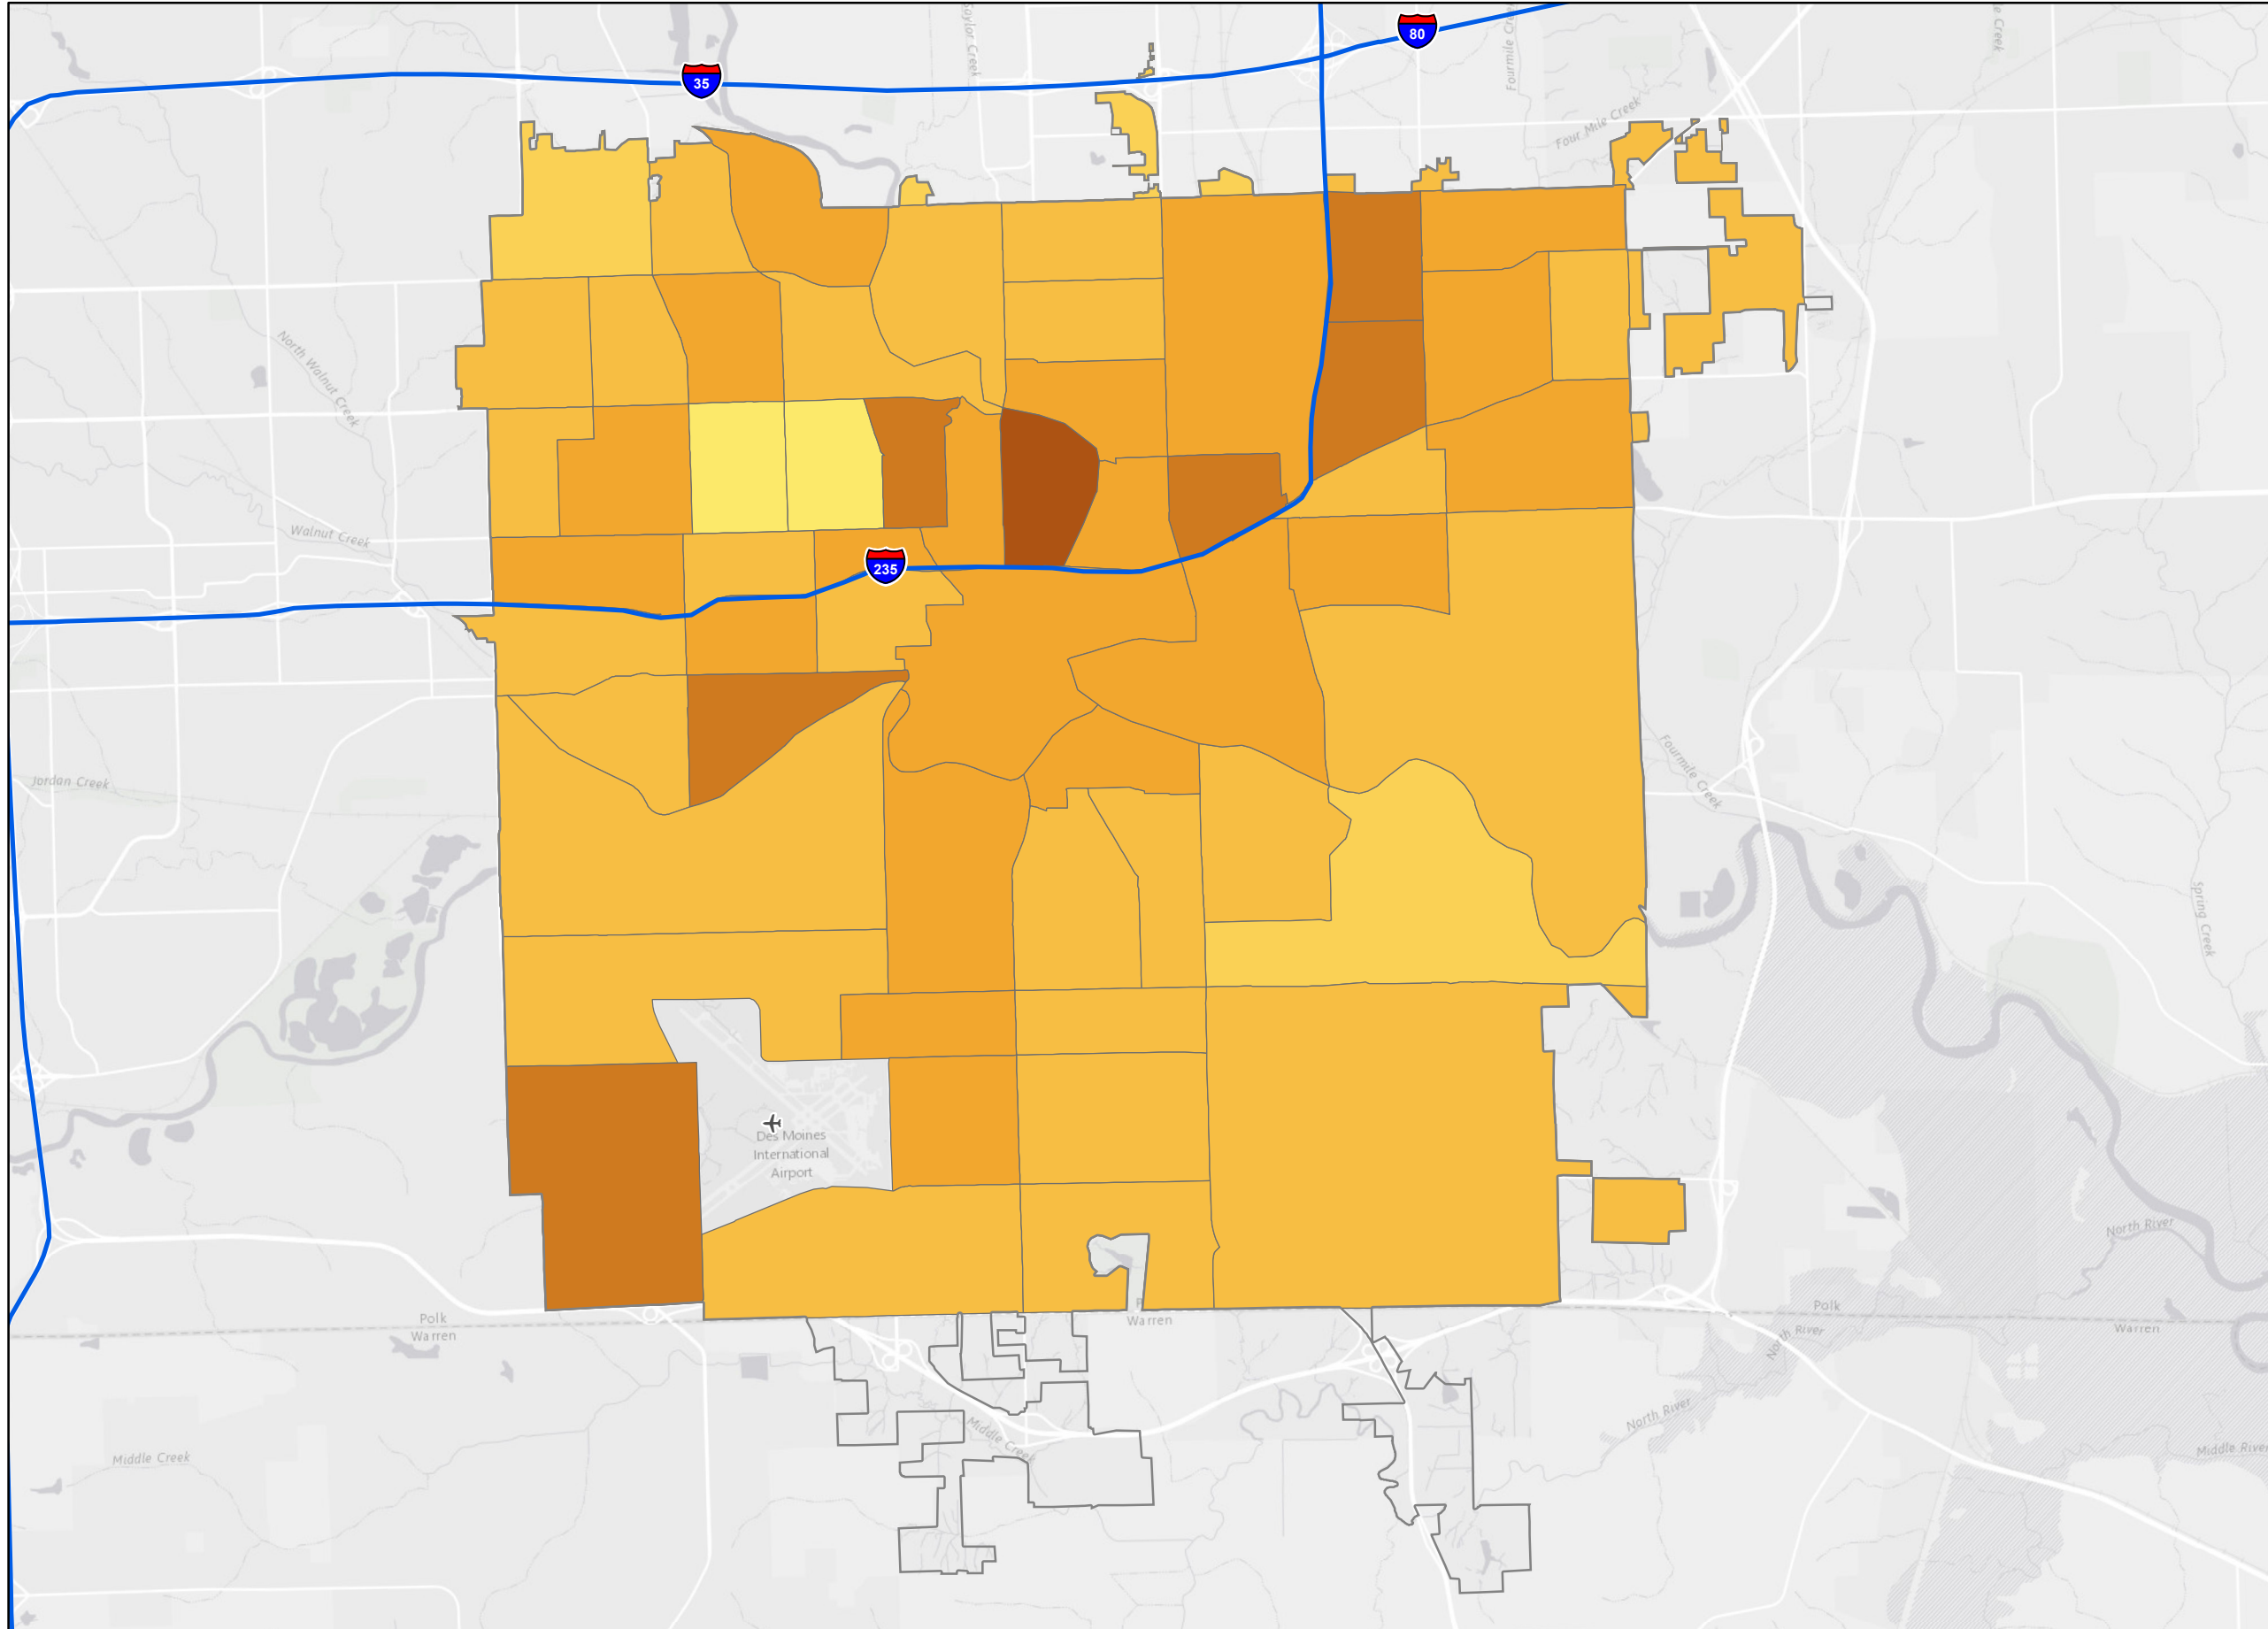 Saylor Creek
Fourmile Creek
80
35
Four Mile Creek
North Walnut Creek
Walnut Creek
235
Jordan Creek
Fourmile Creek
Spring Creek
Des Moines
International
Airport
North River
Polk
Warren
Warren
Polk
Warren
North River
North River
Middle Creek
Middle Creek
Middle River